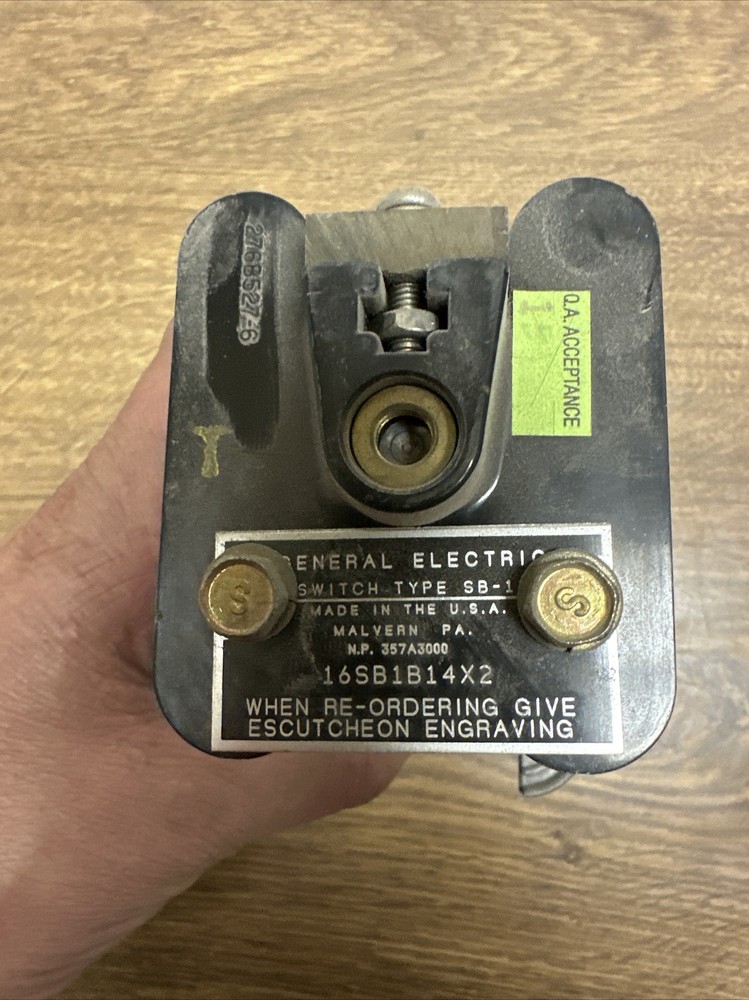 2768527-6
Q.A. ACCEPTANCE
GENERAL ELECTRIC
SWITCH TYPE SB-1
MADE IN THE U.S.A.
MALVERN PA.
N.P. 357A3000
16SB1B14X2
WHEN RE-ORDERING GIVE
ESCUTCHEON ENGRAVING
S
S